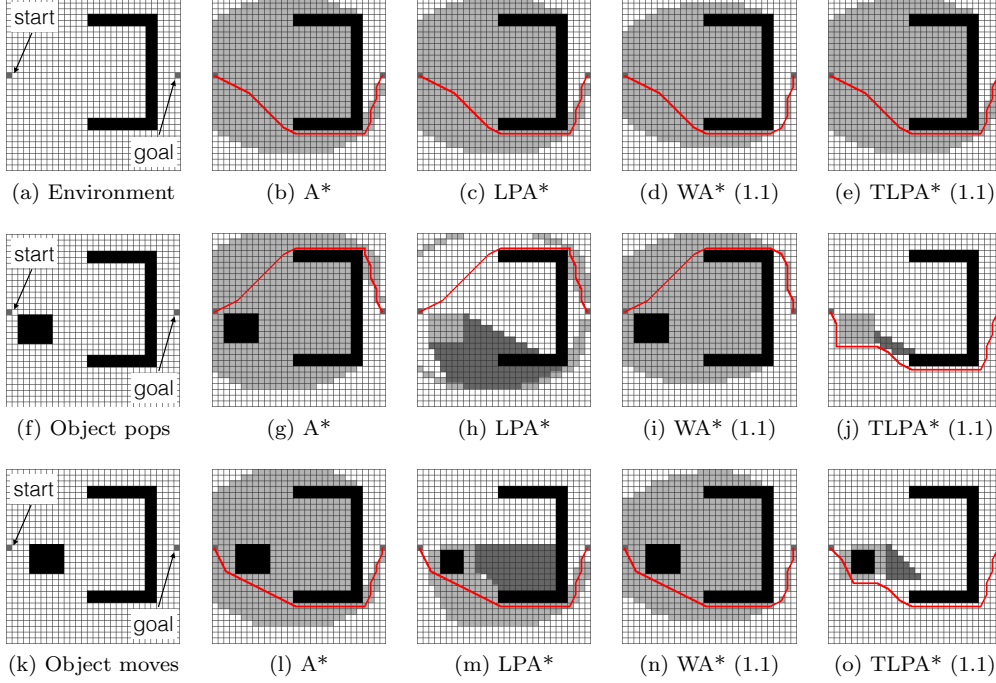 start
goal
(a) Environment
(b) A*
(c) LPA*
(d) WA* (1.1)
(e) TLPA* (1.1)
start
goal
(f) Object pops
(g) A*
(h) LPA*
(i) WA* (1.1)
(j) TLPA* (1.1)
start
goal
(k) Object moves
(l) A*
(m) LPA*
(n) WA* (1.1)
(o) TLPA* (1.1)